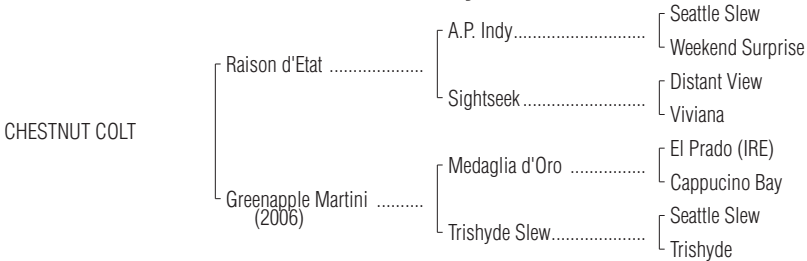 Seattle Slew
A.P. Indy............................
Weekend Surprise
Raison d'Etat ....................
Distant View
Sightseek..........................
Viviana
CHESTNUT COLT
El Prado (IRE)
Medaglia d'Oro ................
Cappucino Bay
Greenapple Martini ..........
(2006)
Seattle Slew
Trishyde Slew....................
Trishyde